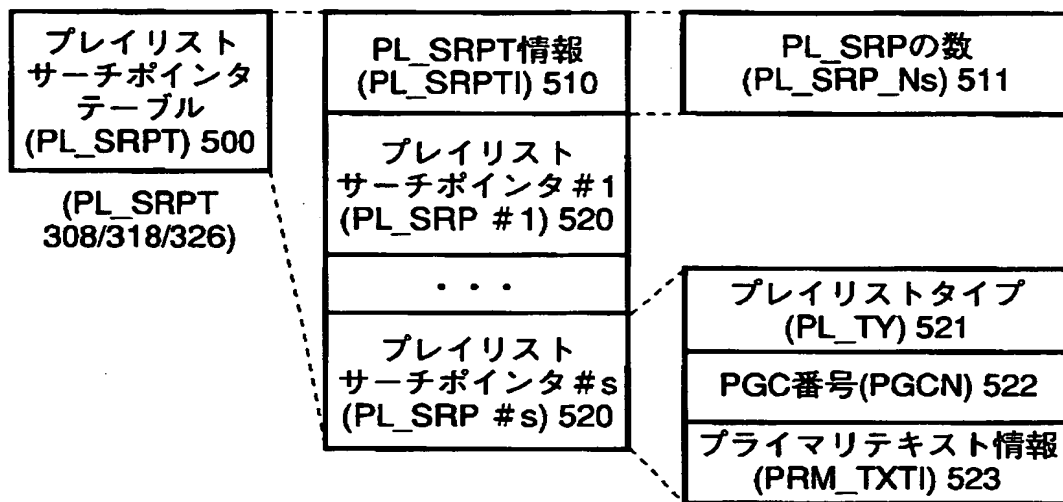 プレイリスト
サーチポインタ
テーブル
(PL_SRPT) 500
(PL_SRPT
308/318/326)
PL_SRPT情報
(PL_SRPTI) 510
プレイリスト
サーチポインタ#1
(PL_SRP #1) 520
・・・
プレイリスト
サーチポインタ#s
(PL_SRP #s) 520
PL_SRPの数
(PL_SRP_Ns) 511
プレイリストタイプ
(PL_TY) 521
PGC番号(PGCN) 522
プライマリテキスト情報
(PRM_TXTI) 523